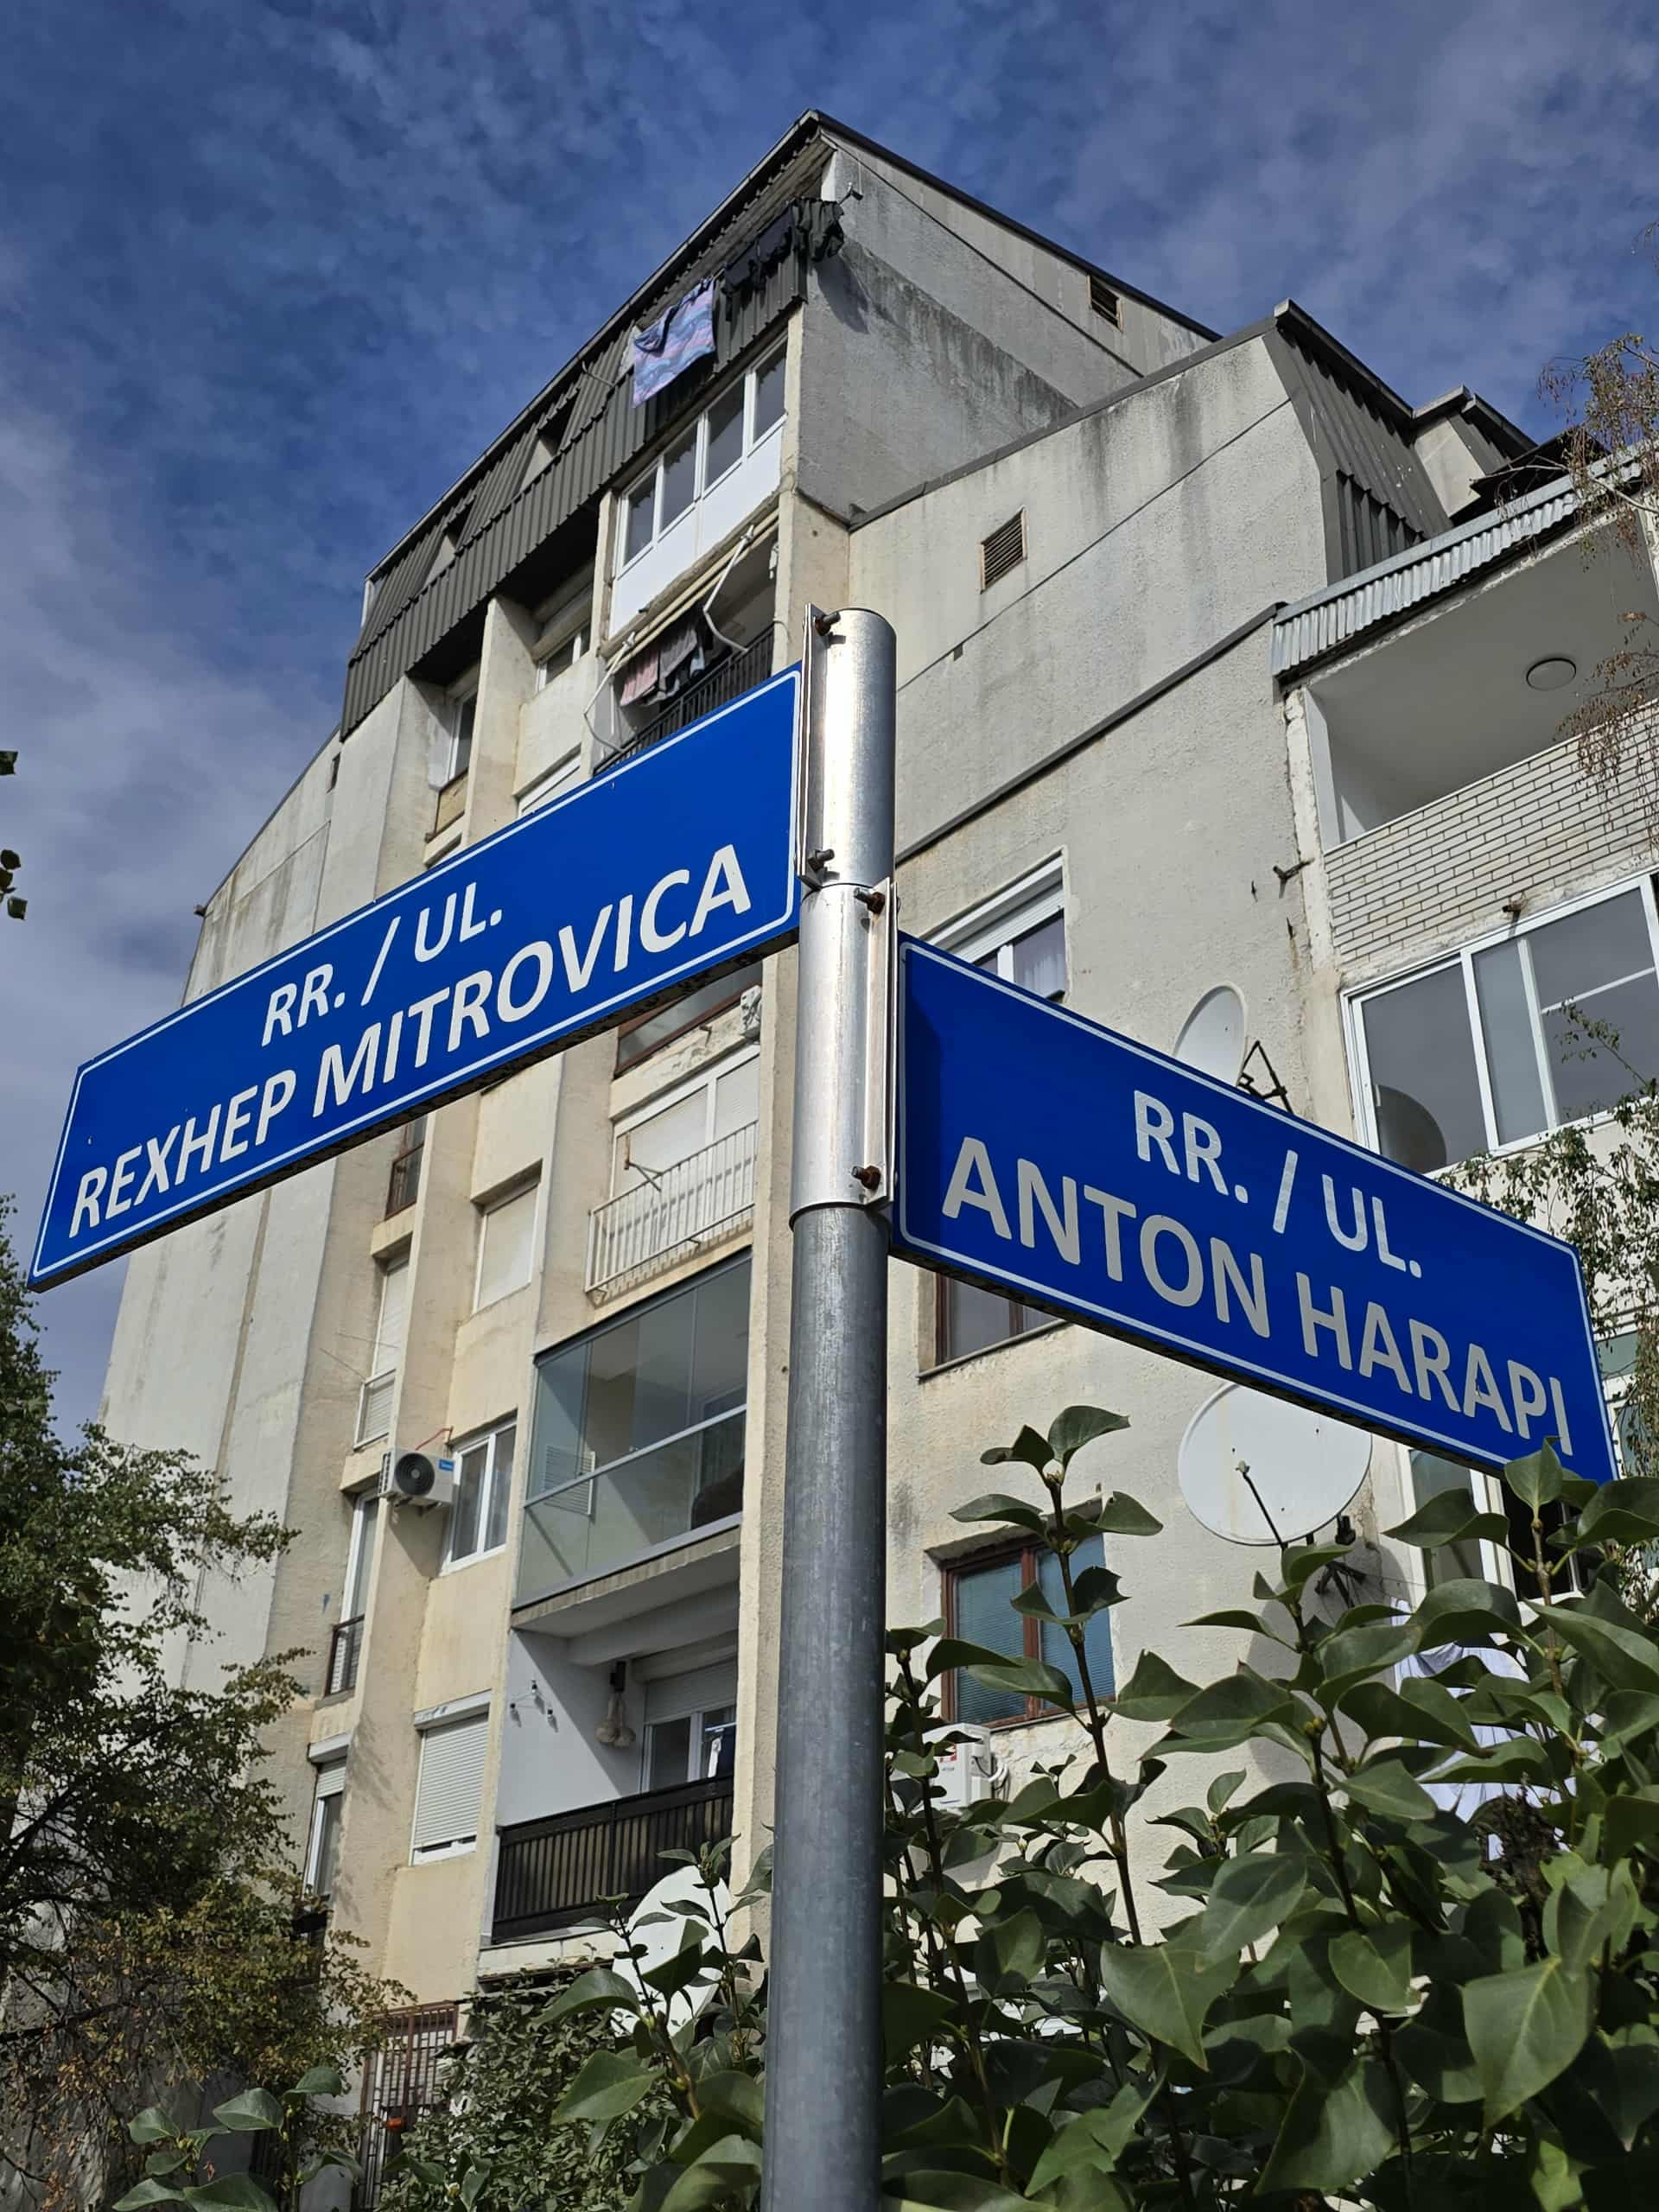 RR. / UL.
REXHEP MITROVICA
RR. / UL.
ANTON HARAPI